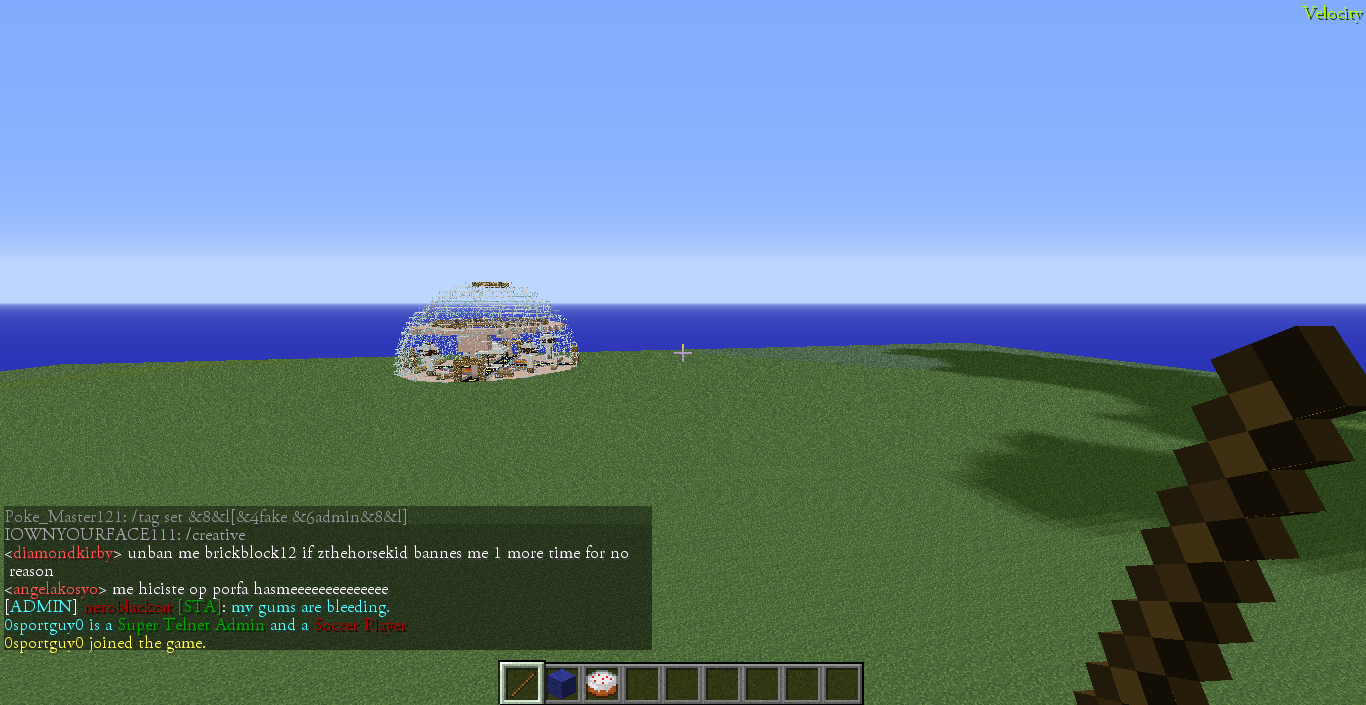 Velocity
Poke_Master121: /tag set &8&l[&4fake &6admin&8&l]
IOWNYOURFACE111: /creative
<diamondkirby> unban me brickblock12 if zthehorsekid bannes me 1 more time for no
reason
<angelakosyo> me hiciste op porfa hasmeeeeeeeeeeeee
[ADMIN] [STA]: my gums are bleeding.
0sportguy0 is a Super Telnet Admin and a Soccer Player
0sportguy0 joined the game.